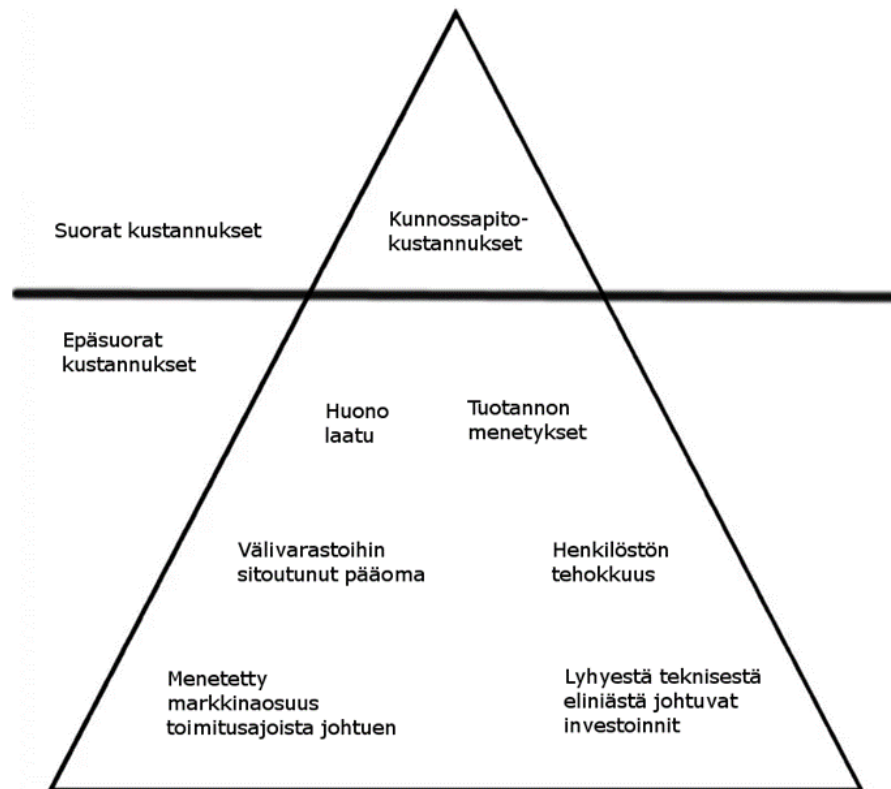 Suorat kustannukset
Kunnossapito-
kustannukset
Epäsuorat
kustannukset
Huono
laatu
Tuotannon
menetykset
Välivarastoihin
sitoutunut pääoma
Henkilöstön
tehokkuus
Menetetty
markkinaosuus
toimitusajoista johtuen
Lyhyestä teknisestä
eliniästä johtuvat
investoinnit